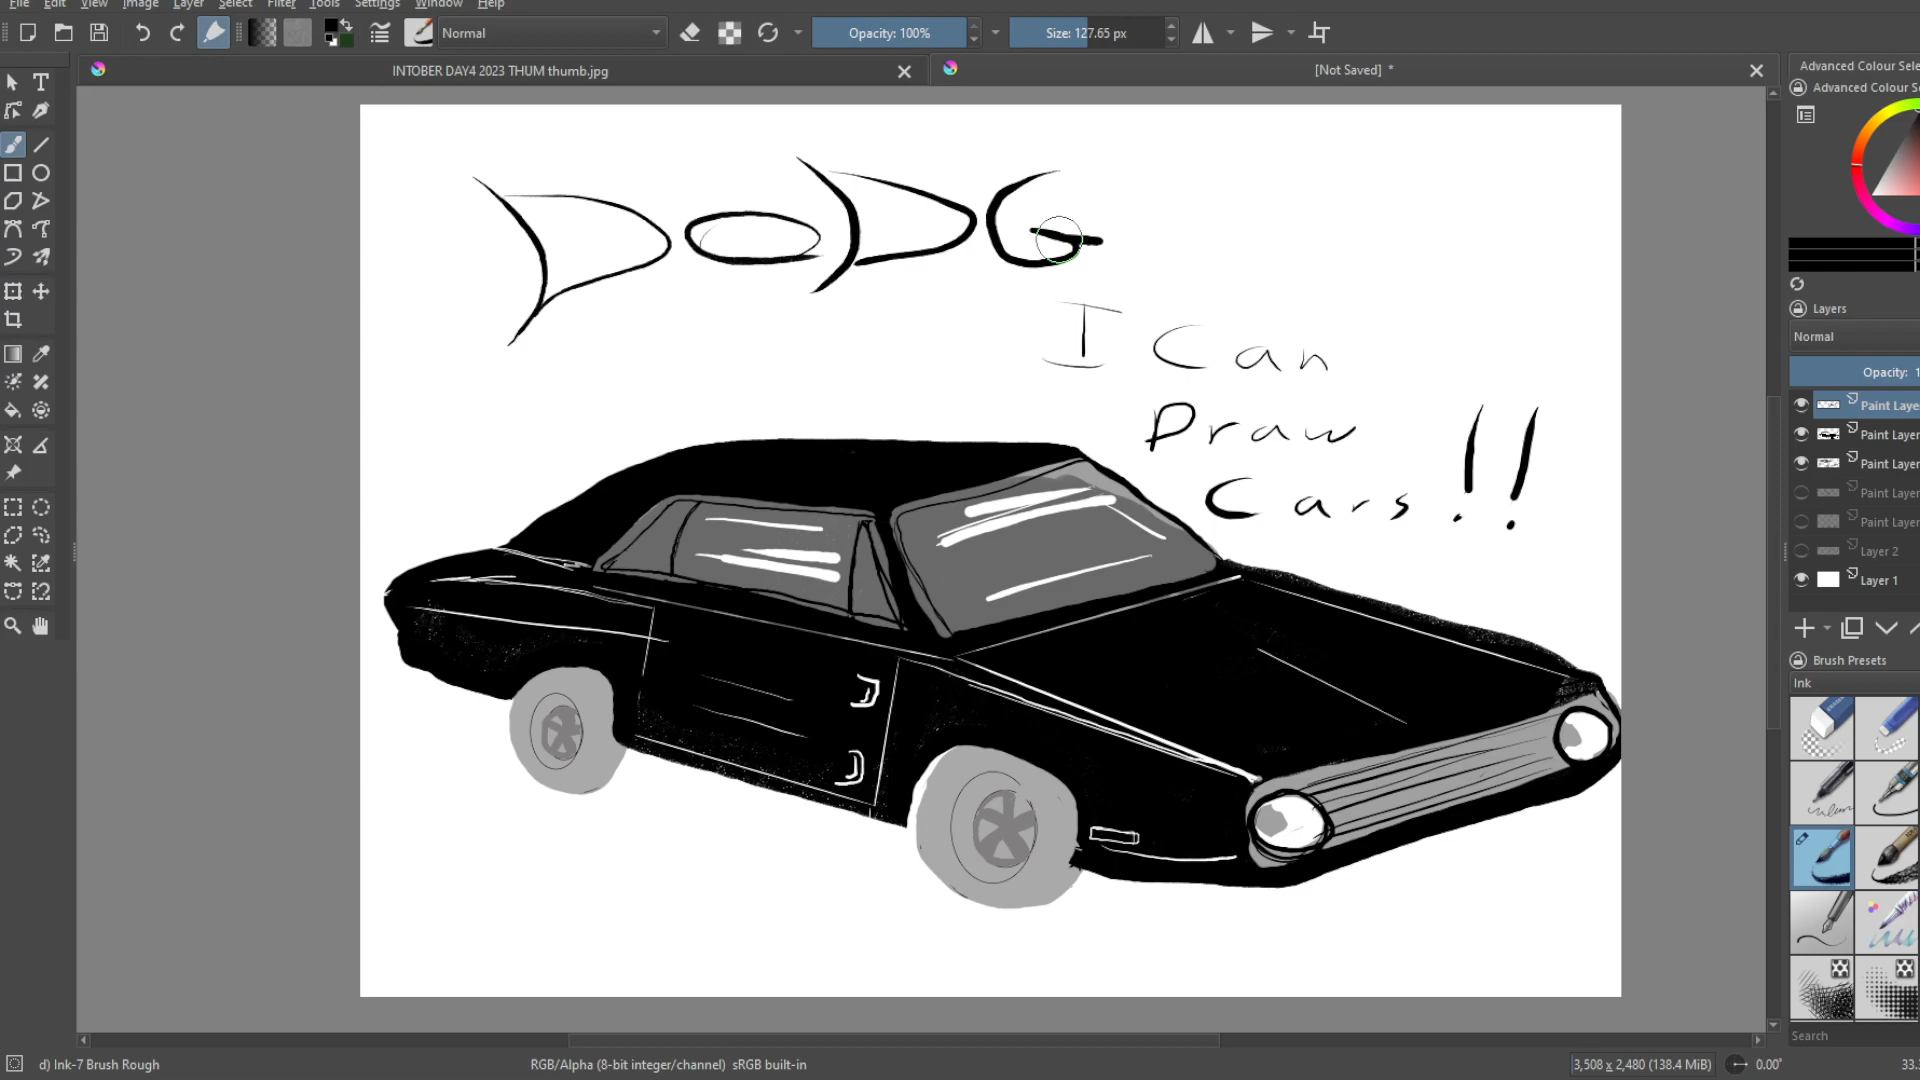 File Edit View Image Layer Select Filter Tools Settings Window Help
Normal
Opacity: 100%
Size: 127.65 px
INTOBER DAY4 2023 THUM thumb.jpg
[Not Saved] *
Advanced Colour Sele
Advanced Colour Se
DODG
I Can
Draw
Cars !!
Layers
Normal
Opacity: 1
Paint Laye
Paint Layer
Paint Layer
Paint Layer
Paint Layer
Layer 2
Layer 1
Brush Presets
Ink
Search
d) Ink-7 Brush Rough
RGB/Alpha (8-bit integer/channel) sRGB built-in
3,508 x 2,480 (138.4 MiB)
0.00°
33.